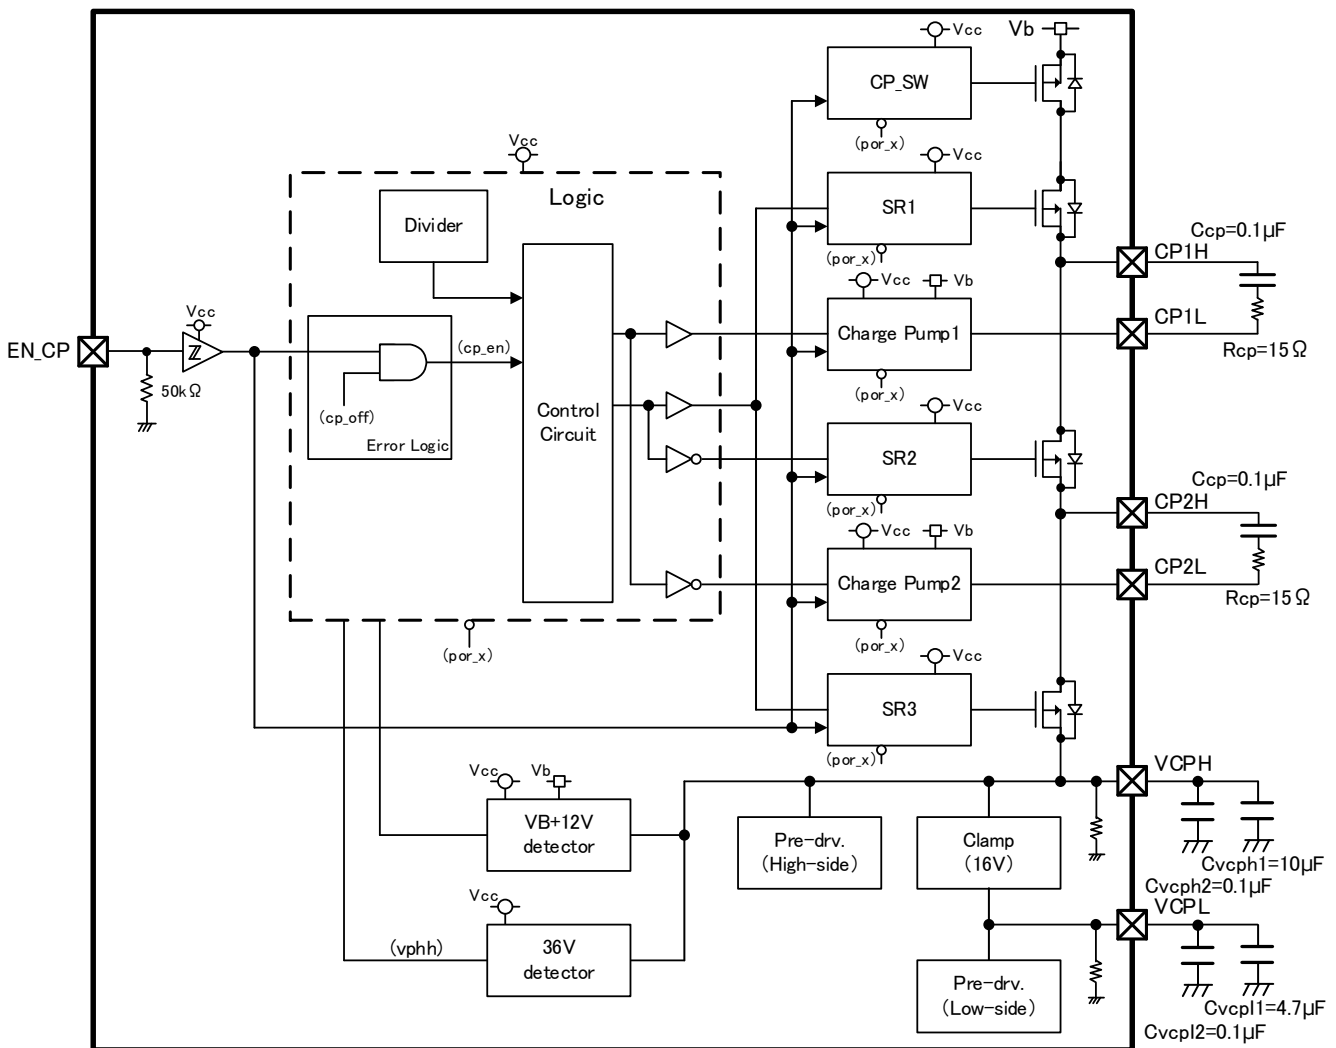 Vcc
Vb
CP_SW
(por_x)
Vcc
Vcc
Logic
Divider
SR1
(por_x)
Ccp=0.1μF
CP1H
Vcc
Vb
Vcc
EN_CP
50kΩ
(cp_en)
(cp_off)
Error Logic
Control
Circuit
Charge Pump1
(por_x)
CP1L
Rcp=15Ω
Vcc
SR2
(por_x)
Ccp=0.1μF
CP2H
Vcc
Vb
Charge Pump2
(por_x)
CP2L
Rcp=15Ω
(por_x)
Vcc
SR3
(por_x)
VCPH
Vcc
Vb
VB+12V
detector
Pre-drv.
(High-side)
Clamp
(16V)
Cvcph1=10μF
Cvcph2=0.1μF
VCPL
Vcc
(vphh)
36V
detector
Pre-drv.
(Low-side)
Cvcpl1=4.7μF
Cvcpl2=0.1μF